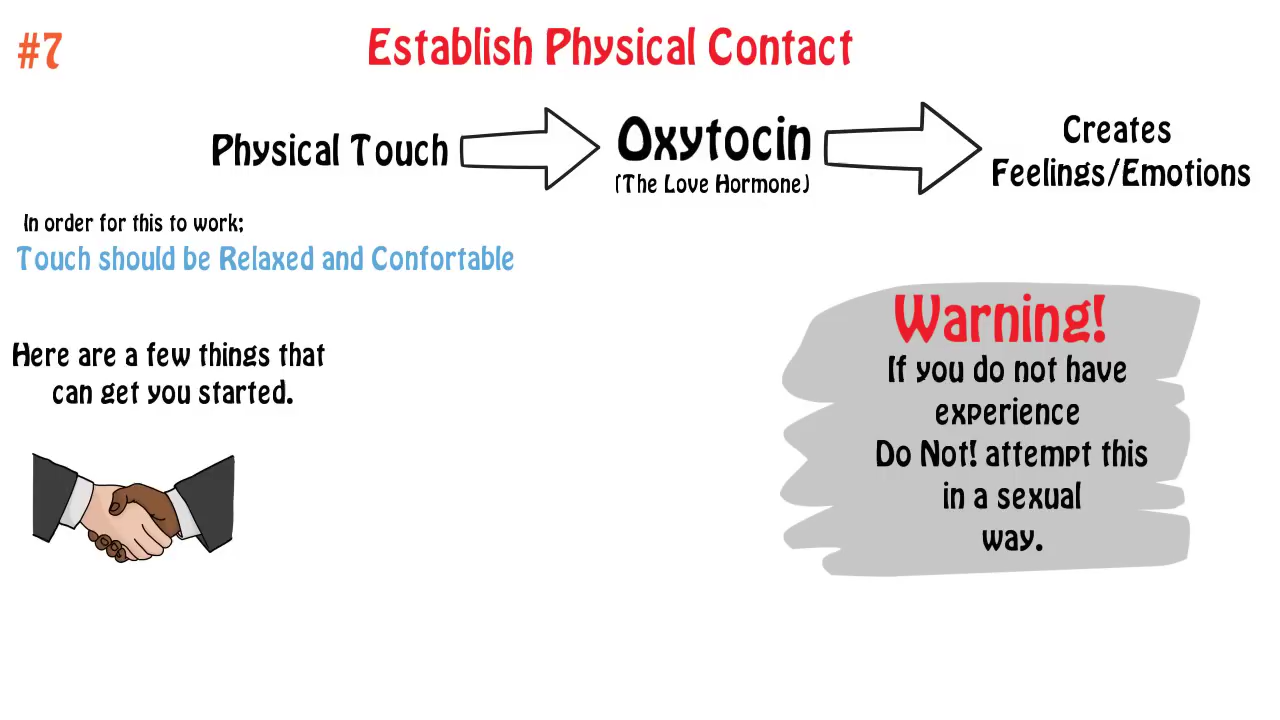 #7
Establish Physical Contact
Physical Touch
Oxytocin
(The Love Hormone)
Creates
Feelings/Emotions
In order for this to work;
Touch should be Relaxed and Confortable
Here are a few things that
can get you started.
Warning!
If you do not have
experience
Do Not! attempt this
in a sexual
way.